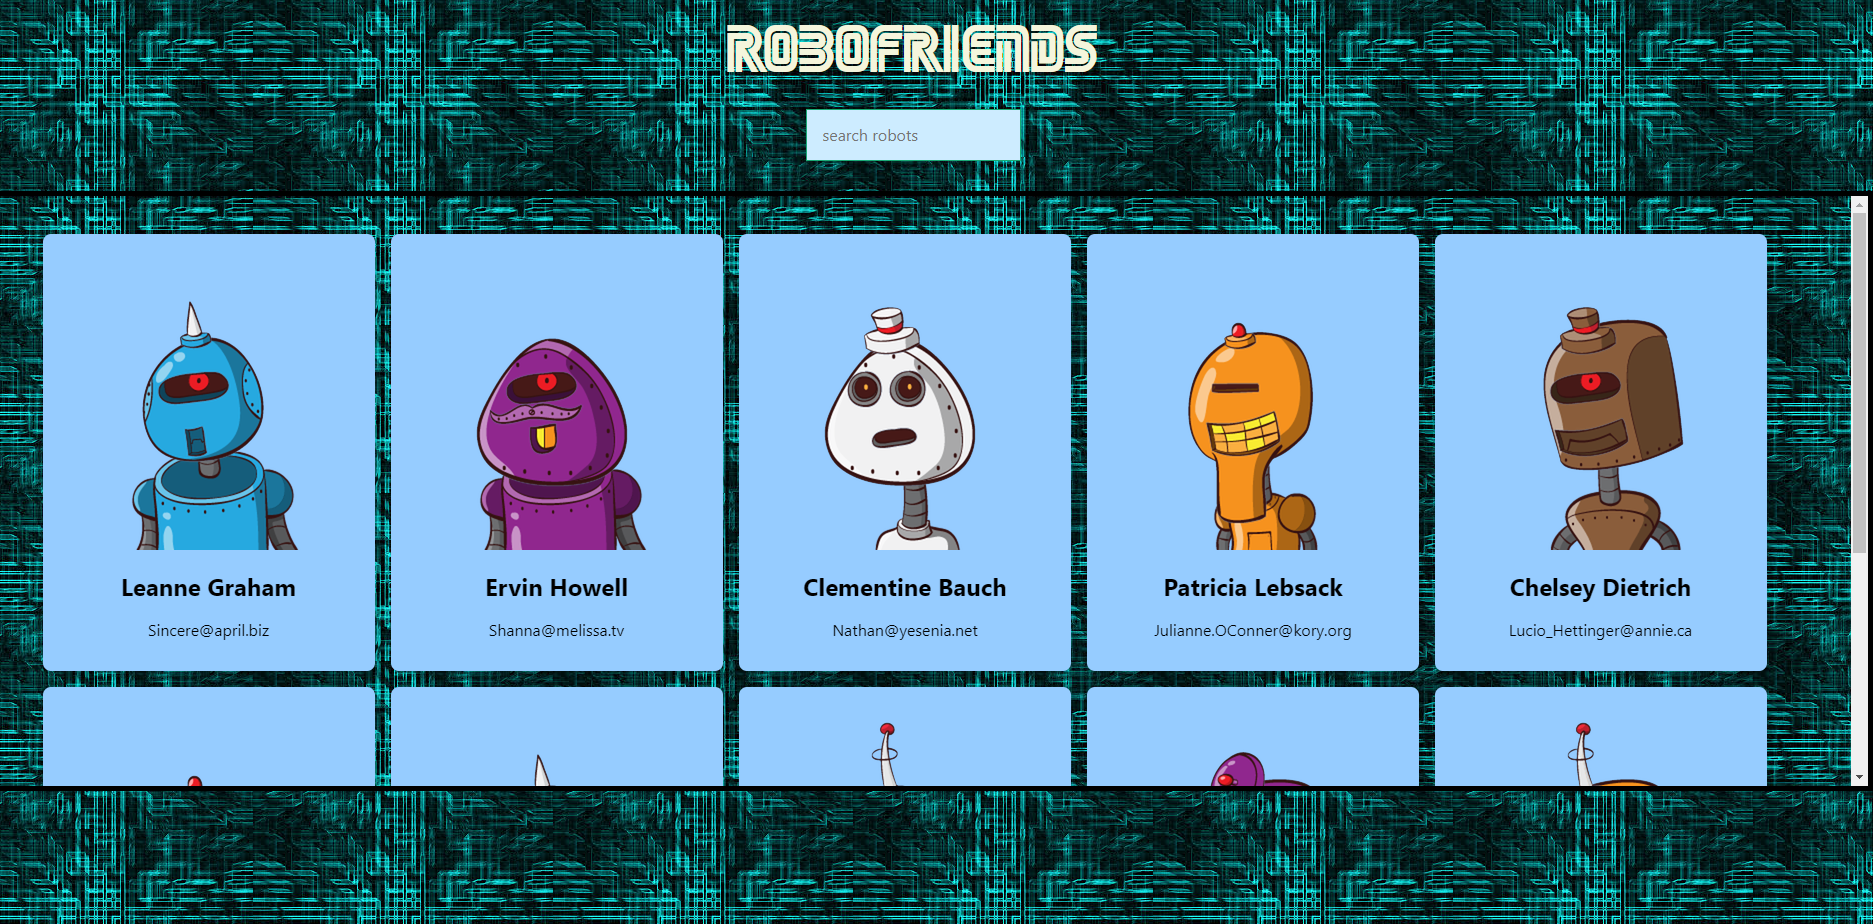 ROBOFRIENDS
search robots
Leanne Graham
Sincere@april.biz
Ervin Howell
Shanna@melissa.tv
Clementine Bauch
Nathan@yesenia.net
Patricia Lebsack
Julianne.OConner@kory.org
Chelsey Dietrich
Lucio_Hettinger@annie.ca